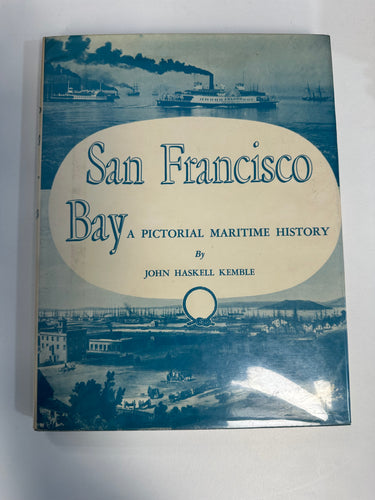 San Francisco
Bay A PICTORIAL MARITIME HISTORY
By
JOHN HASKELL KEMBLE